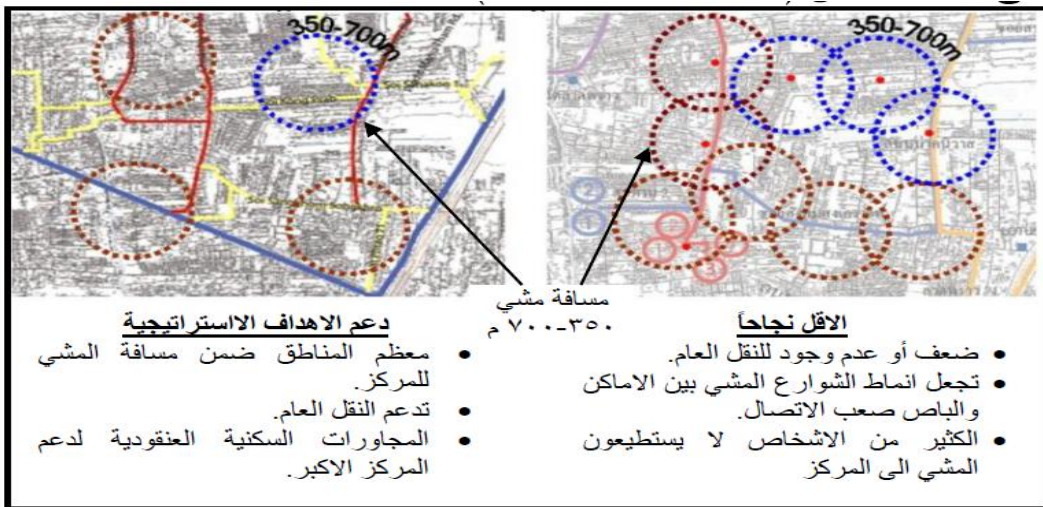 350-700m
350-700m
مسافة مشي
٣٥٠-٧٠٠ م
الاقل نجاحاً
• ضعف أو عدم وجود للنقل العام.
• تجعل انماط الشوارع المشي بين الاماكن
والباص صعب الاتصال.
• الكثير من الاشخاص لا يستطيعون
المشي الى المركز
دعم الاهداف الااستراتيجية
• معظم المناطق ضمن مسافة المشي
للمركز.
• تدعم النقل العام.
• المجاورات السكنية العنقودية لدعم
المركز الاكبر.